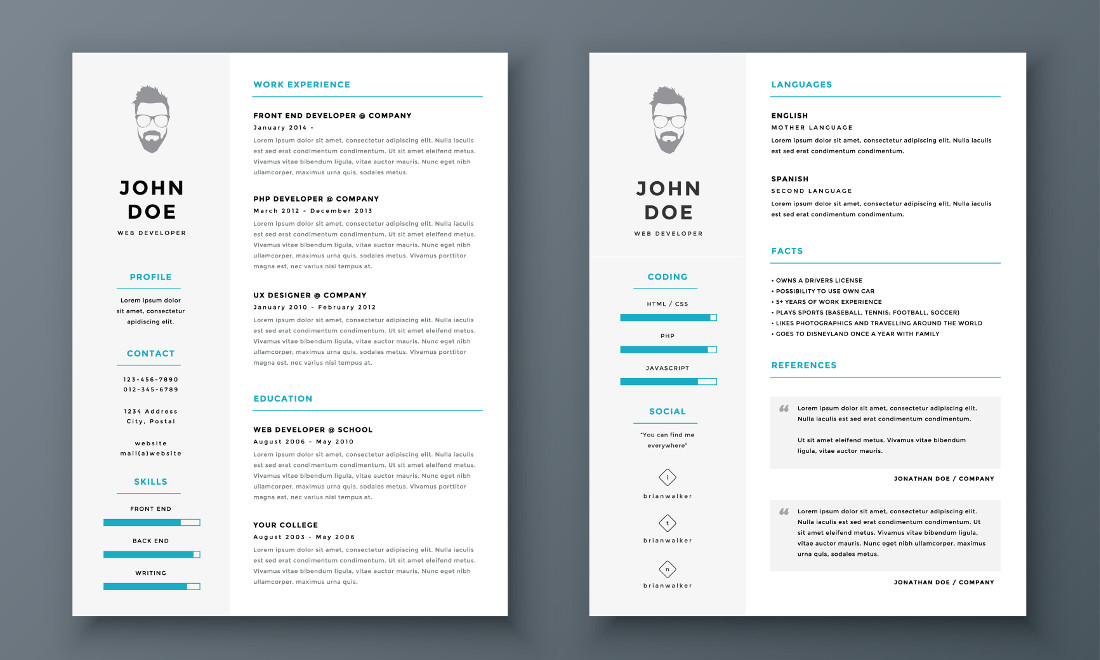 JOHN
DOE
WEB DEVELOPER
PROFILE
Lorem ipsum dolor
sit amet, consectetur
apidiscing elit.
CONTACT
123-456-7890
012-345-6789
1234 Address
City, Postal
website
mail(a)website
SKILLS
FRONT END
BACK END
WRITING
WORK EXPERIENCE
FRONT END DEVELOPER @ COMPANY
January 2014 -
Lorem ipsum dolor sit amet, consectetur adipiscing elit. Nulla iaculis
est sed erat condimentum condimentum. Ut sit amet eleifend metus.
Vivamus vitae bibendum ligula, vitae auctor mauris. Nunc eget nibh
ullamcorper, maximus urna quis, sodales metus.
PHP DEVELOPER @ COMPANY
March 2012 - December 2013
Lorem ipsum dolor sit amet, consectetur adipiscing elit. Nulla iaculis
est sed erat condimentum condimentum. Ut sit amet eleifend metus.
Vivamus vitae bibendum ligula, vitae auctor mauris. Nunc eget nibh
ullamcorper, maximus urna quis, sodales metus. Vivamus porttitor
magna est, nec varius nisl tempus at.
UX DESIGNER @ COMPANY
January 2010 - February 2012
Lorem ipsum dolor sit amet, consectetur adipiscing elit. Nulla iaculis
est sed erat condimentum condimentum. Ut sit amet eleifend metus.
Vivamus vitae bibendum ligula, vitae auctor mauris. Nunc eget nibh
ullamcorper, maximus urna quis, sodales metus. Vivamus porttitor
magna est, nec varius nisl tempus at.
EDUCATION
WEB DEVELOPER @ SCHOOL
August 2006 - May 2010
Lorem ipsum dolor sit amet, consectetur adipiscing elit. Nulla iaculis
est sed erat condimentum condimentum. Ut sit amet eleifend metus.
Vivamus vitae bibendum ligula, vitae auctor mauris. Nunc eget nibh
ullamcorper, maximus urna quis, sodales metus. Vivamus porttitor
magna est, nec varius nisl tempus at.
YOUR COLLEGE
August 2003 - May 2006
Lorem ipsum dolor sit amet, consectetur adipiscing elit. Nulla iaculis
est sed erat condimentum condimentum. Ut sit amet eleifend metus.
Vivamus vitae bibendum ligula, vitae auctor mauris. Nunc eget nibh
ullamcorper, maximus urna quis.
JOHN
DOE
WEB DEVELOPER
CODING
HTML / CSS
PHP
JAVASCRIPT
SOCIAL
"You can find me
everywhere"
l
brianwalker
t
brianwalker
n
brianwalker
LANGUAGES
ENGLISH
MOTHER LANGUAGE
Lorem ipsum dolor sit amet, consectetur adipiscing elit. Nulla iaculis
est sed erat condimentum condimentum.
SPANISH
SECOND LANGUAGE
Lorem ipsum dolor sit amet, consectetur adipiscing elit. Nulla iaculis
est sed erat condimentum condimentum.
FACTS
• OWNS A DRIVERS LICENSE
• POSSIBILITY TO USE OWN CAR
• 5+ YEARS OF WORK EXPERIENCE
• PLAYS SPORTS (BASEBALL, TENNIS, FOOTBALL, SOCCER)
• LIKES PHOTOGRAPHICS AND TRAVELLING AROUND THE WORLD
• GOES TO DISNEYLAND ONCE A YEAR WITH FAMILY
REFERENCES
“ Lorem ipsum dolor sit amet, consectetur adipiscing elit.
Nulla iaculis est sed erat condimentum condimentum.
Ut sit amet eleifend metus. Vivamus vitae bibendum
ligula, vitae auctor mauris.
JONATHAN DOE / COMPANY
“ Lorem ipsum dolor sit amet, consectetur adipiscing elit.
Nulla iaculis est sed erat condimentum condimentum. Ut
sit amet eleifend metus. Vivamus vitae bibendum ligula,
vitae auctor mauris. Nunc eget nibh ullamcorper, maximus
urna quis, sodales metus.
JONATHAN DOE / COMPANY